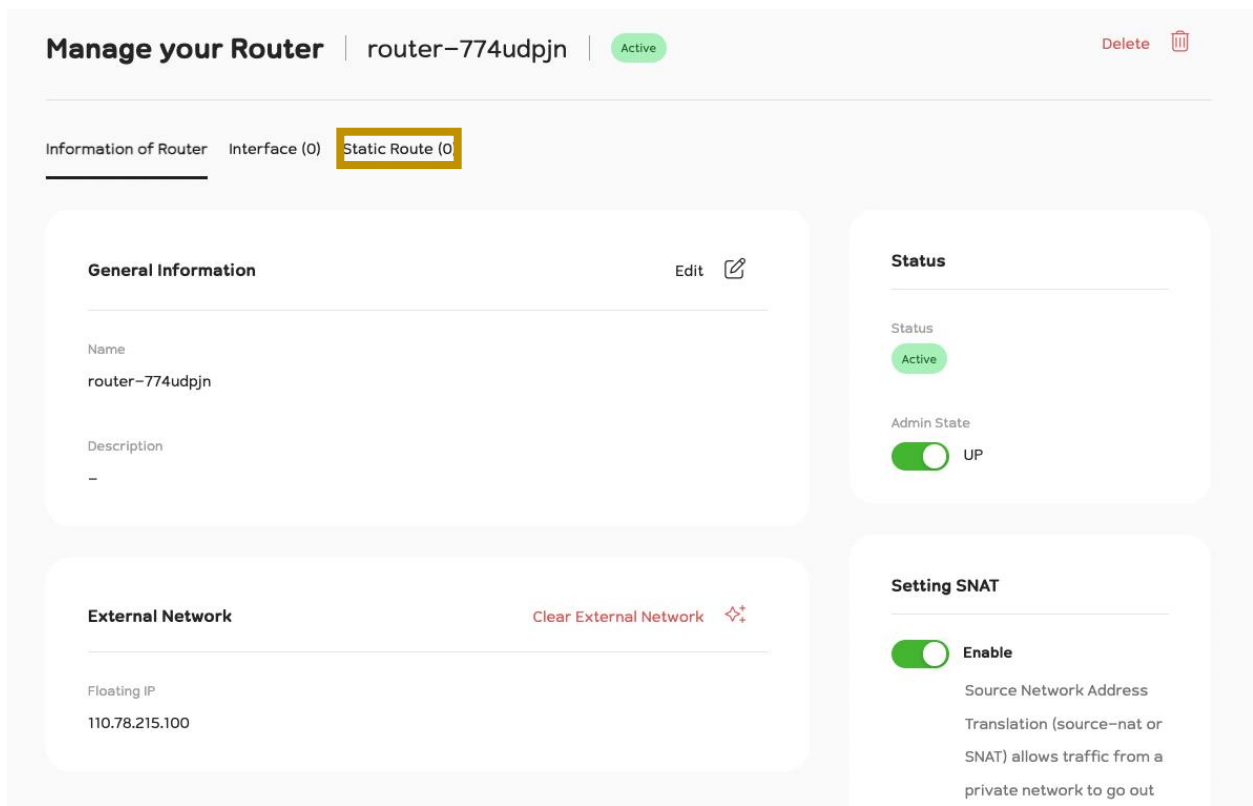 Manage your Router router-774udpjn Active
Delete
Information of Router Interface (0) Static Route (0)
General Information
Edit
Name
router-774udpjn
Description
-
External Network
Clear External Network
Floating IP
110.78.215.100
Status
Status
Active
Admin State
UP
Setting SNAT
Enable
Source Network Address
Translation (source-nat or
SNAT) allows traffic from a
private network to go out